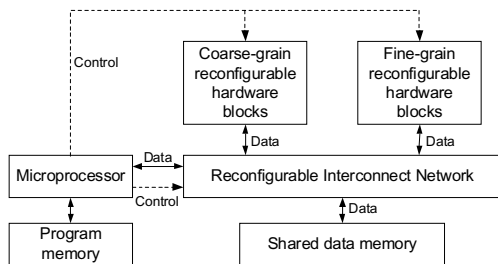 Coarse-grain
reconfigurable
hardware
blocks
Fine-grain
reconfigurable
hardware
blocks
Control
Data
Data
Data
Microprocessor
Reconfigurable Interconnect Network
Control
Data
Program
memory
Shared data memory